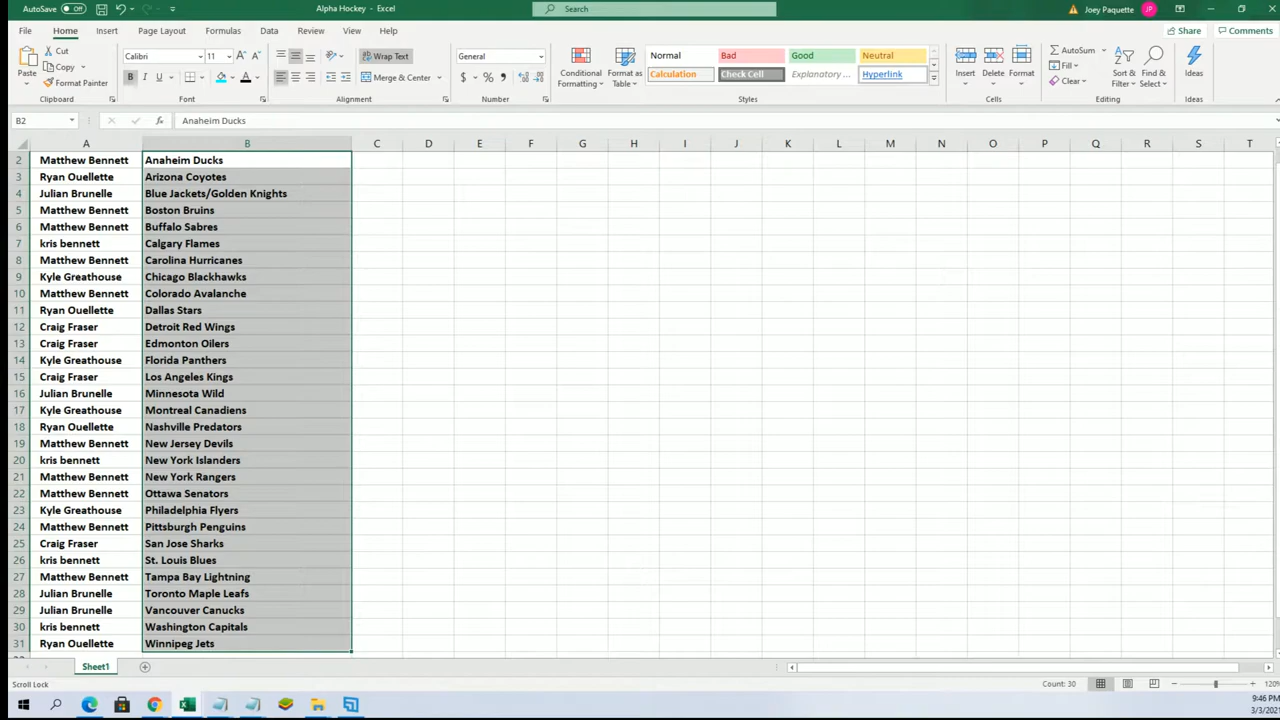 AutoSave Off Alpha Hockey - Excel Search Joey Paquette JP
File Home Insert Page Layout Formulas Data Review View Help Share Comments
Paste Cut Copy Format Painter Clipboard
Calibri 11 B I U A Font
Wrap Text Merge & Center Alignment
General $ % Number
Conditional Formatting Format as Table
Normal Bad Good Neutral
Calculation Check Cell Explanatory ... Hyperlink
Styles
Insert Delete Format Cells
AutoSum Fill Clear Sort & Filter Find & Select Editing
Ideas Ideas
B2 fx Anaheim Ducks
A B C D E F G H I J K L M N O P Q R S T
2 Matthew Bennett Anaheim Ducks
3 Ryan Ouellette Arizona Coyotes
4 Julian Brunelle Blue Jackets/Golden Knights
5 Matthew Bennett Boston Bruins
6 Matthew Bennett Buffalo Sabres
7 kris bennett Calgary Flames
8 Matthew Bennett Carolina Hurricanes
9 Kyle Greathouse Chicago Blackhawks
10 Matthew Bennett Colorado Avalanche
11 Ryan Ouellette Dallas Stars
12 Craig Fraser Detroit Red Wings
13 Craig Fraser Edmonton Oilers
14 Kyle Greathouse Florida Panthers
15 Craig Fraser Los Angeles Kings
16 Julian Brunelle Minnesota Wild
17 Kyle Greathouse Montreal Canadiens
18 Ryan Ouellette Nashville Predators
19 Matthew Bennett New Jersey Devils
20 kris bennett New York Islanders
21 Matthew Bennett New York Rangers
22 Matthew Bennett Ottawa Senators
23 Kyle Greathouse Philadelphia Flyers
24 Matthew Bennett Pittsburgh Penguins
25 Craig Fraser San Jose Sharks
26 kris bennett St. Louis Blues
27 Matthew Bennett Tampa Bay Lightning
28 Julian Brunelle Toronto Maple Leafs
29 Julian Brunelle Vancouver Canucks
30 kris bennett Washington Capitals
31 Ryan Ouellette Winnipeg Jets
Sheet1
Scroll Lock Count: 30 120%
9:46 PM
3/3/2021